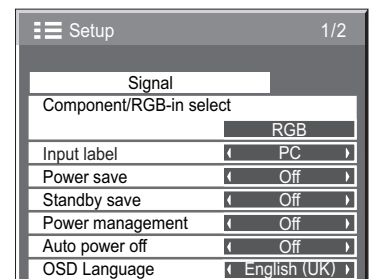 Setup 1/2
Signal
Component/RGB-in select
RGB
Input label PC
Power save Off
Standby save Off
Power management Off
Auto power off Off
OSD Language English (UK)